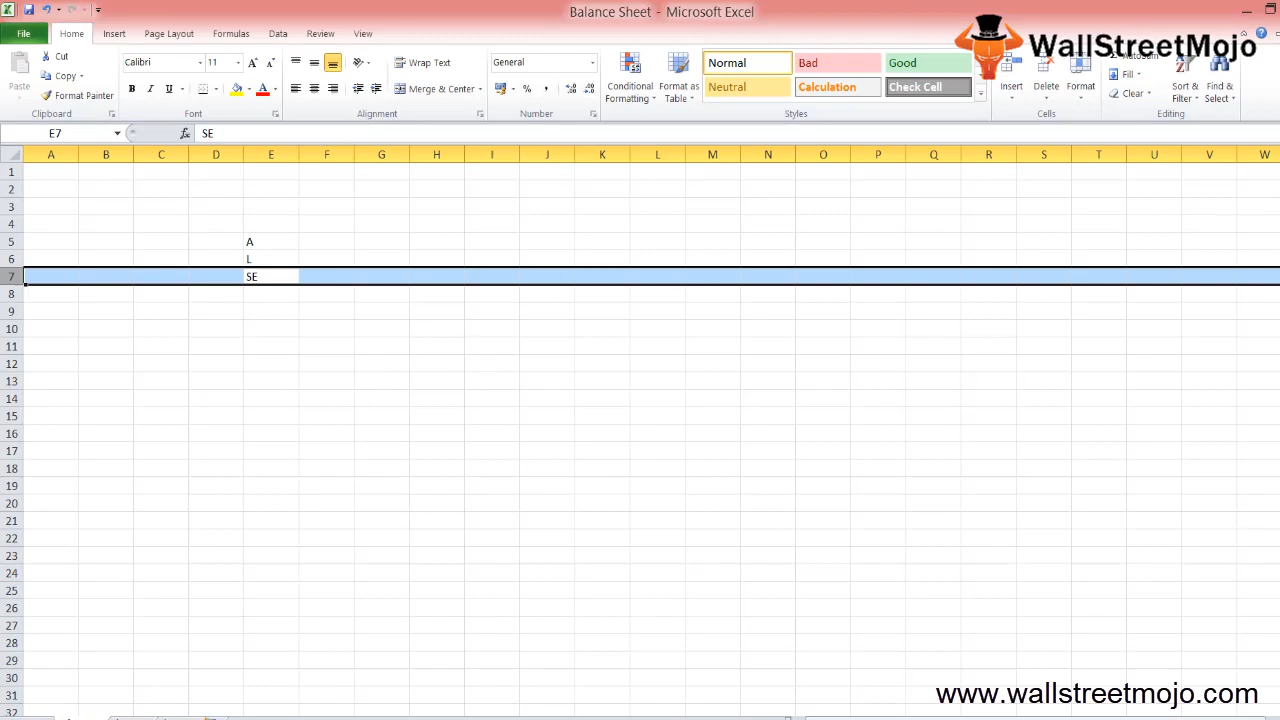 Balance Sheet - Microsoft Excel
WallStreetMojo
File Home Insert Page Layout Formulas Data Review View
Paste
Cut
Copy
Format Painter
Clipboard
Calibri 11
B I U
Font
Wrap Text
Merge & Center
Alignment
General
%
Number
Conditional Formatting
Format as Table
Normal Bad Good
Neutral Calculation Check Cell
Styles
Insert Delete Format
Cells
AutoSum
Fill
Clear
Sort & Filter
Find & Select
Editing
E7 fx SE
A B C D E F G H I J K L M N O P Q R S T U V W
1
2
3
4
5 A
6 L
7 SE
8
9
10
11
12
13
14
15
16
17
18
19
20
21
22
23
24
25
26
27
28
29
30
31
32
www.wallstreetmojo.com